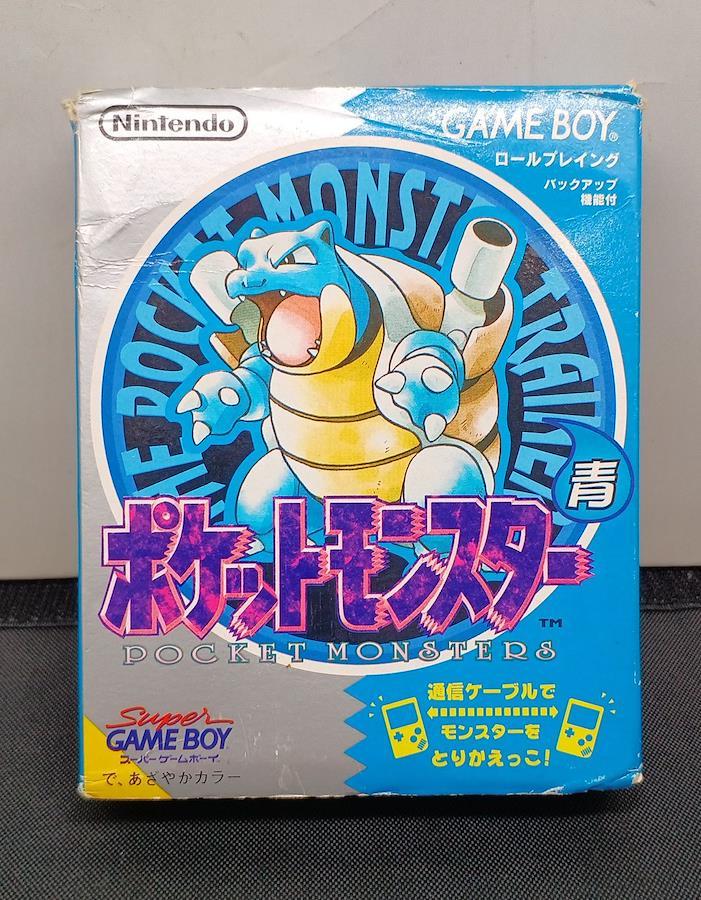 Nintendo
GAME BOY®
ロールプレイング
バックアップ
機能付
THE POCKET MONSTER TRAINER
青
ポケットモンスター
TM
POCKET MONSTERS
通信ケーブルで
モンスターを
とりかえっこ!
Super
GAME BOY
スーパーゲームボーイ
で、あざやかカラー